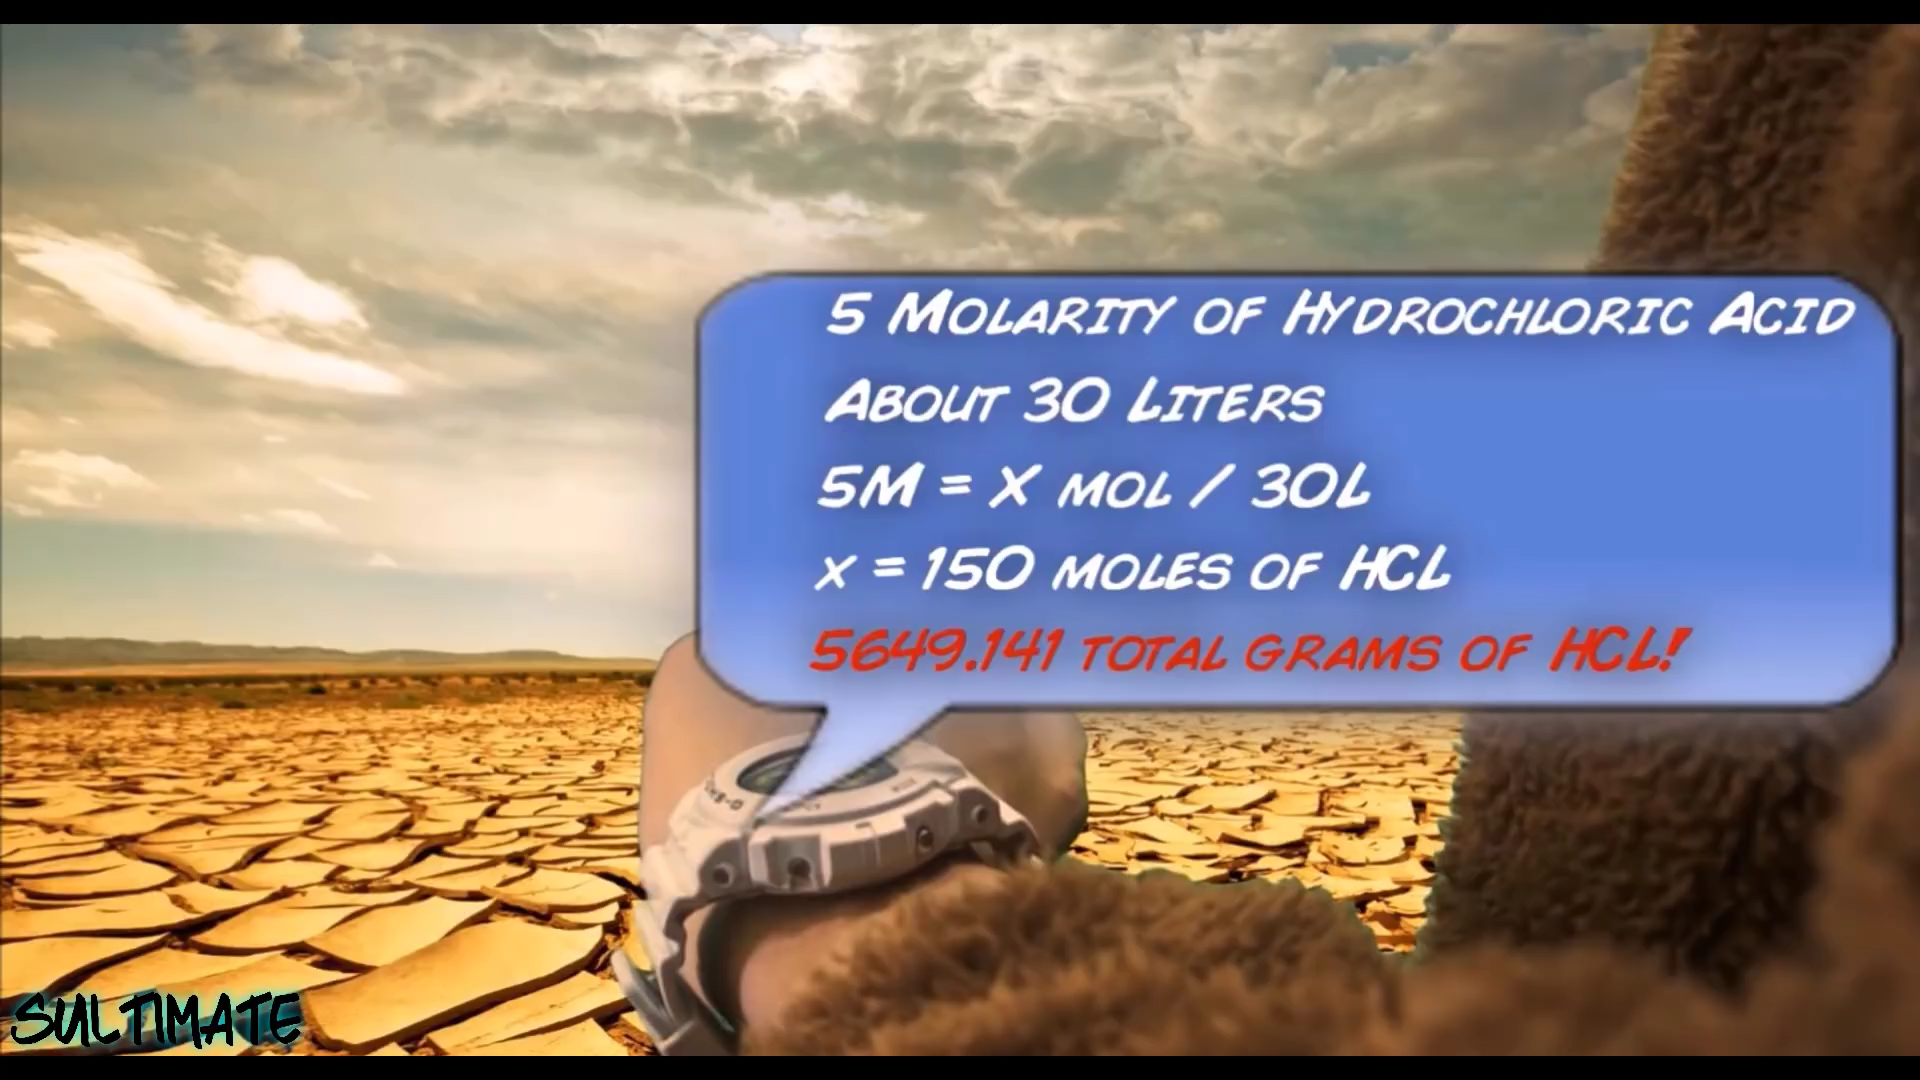 5 Molarity of Hydrochloric Acid
About 30 Liters
5M = X mol / 30L
x = 150 moles of HCL
5649.141 total grams of HCL!
SULTIMATE